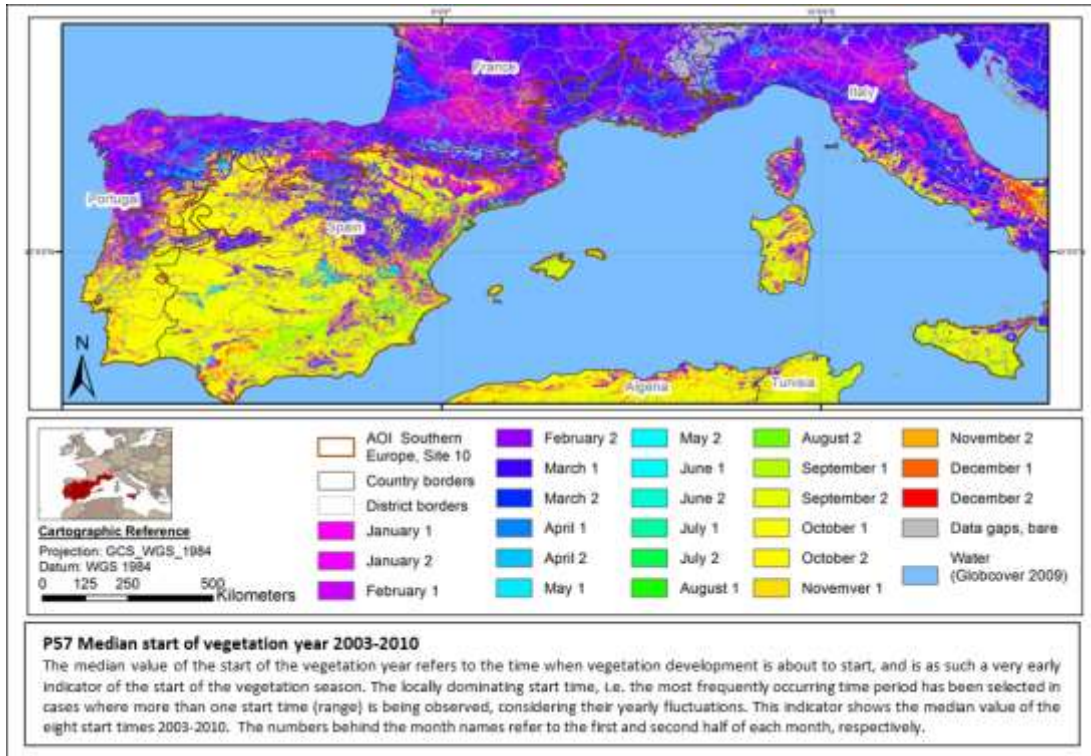 France
Italy
Portugal
Spain
N
Algeria
Tunisia
AOI Southern
Europe, Site 10
Country borders
District borders
January 1
January 2
February 1
February 2
March 1
March 2
April 1
April 2
May 1
May 2
June 1
June 2
July 1
July 2
August 1
August 2
September 1
September 2
October 1
October 2
Novemver 1
November 2
December 1
December 2
Data gaps, bare
Water
(Globcover 2009)
Cartographic Reference
Projection: GCS_WGS_1984
Datum: WGS 1984
0 125 250 500
Kilometers
P57 Median start of vegetation year 2003-2010
The median value of the start of the vegetation year refers to the time when vegetation development is about to start, and is as such a very early
indicator of the start of the vegetation season. The locally dominating start time, i.e. the most frequently occurring time period has been selected in
cases where more than one start time (range) is being observed, considering their yearly fluctuations. This indicator shows the median value of the
eight start times 2003-2010. The numbers behind the month names refer to the first and second half of each month, respectively.